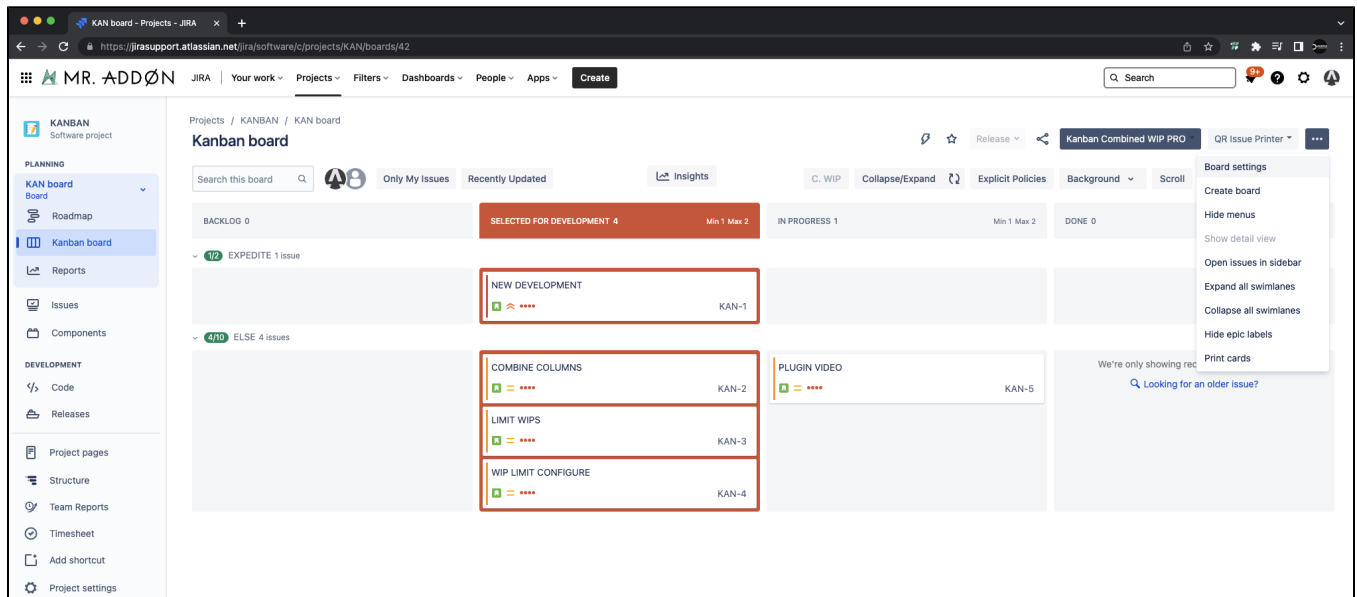 KAN board - Projects - JIRA
https://jirasupport.atlassian.net/jira/software/c/projects/KAN/boards/42
MR. ADDØN JIRA Your work Projects Filters Dashboards People Apps Create Search 9+
KANBAN
Software project
PLANNING
KAN board
Board
Roadmap
Kanban board
Reports
Issues
Components
DEVELOPMENT
Code
Releases
Project pages
Structure
Team Reports
Timesheet
Add shortcut
Project settings
Projects / KANBAN / KAN board
Kanban board
Release Kanban Combined WIP PRO QR Issue Printer
Search this board Only My Issues Recently Updated Insights C. WIP Collapse/Expand Explicit Policies Background Scroll
BACKLOG 0 SELECTED FOR DEVELOPMENT 4 Min 1 Max 2 IN PROGRESS 1 Min 1 Max 2 DONE 0
1/2 EXPEDITE 1 issue
NEW DEVELOPMENT
KAN-1
4/10 ELSE 4 issues
COMBINE COLUMNS
KAN-2
LIMIT WIPS
KAN-3
WIP LIMIT CONFIGURE
KAN-4
PLUGIN VIDEO
KAN-5
We're only showing rec
Looking for an older issue?
Board settings
Create board
Hide menus
Show detail view
Open issues in sidebar
Expand all swimlanes
Collapse all swimlanes
Hide epic labels
Print cards